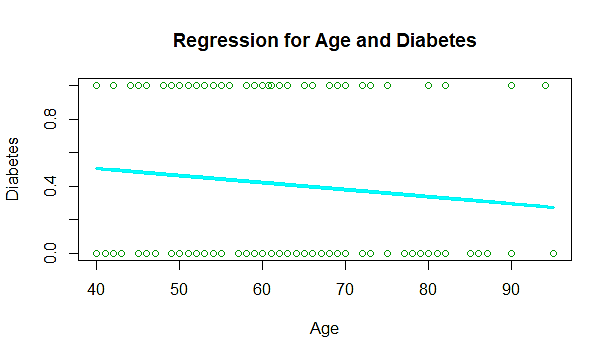 Regression for Age and Diabetes
Diabetes
0.8
0.4
0.0
40 50 60 70 80 90
Age